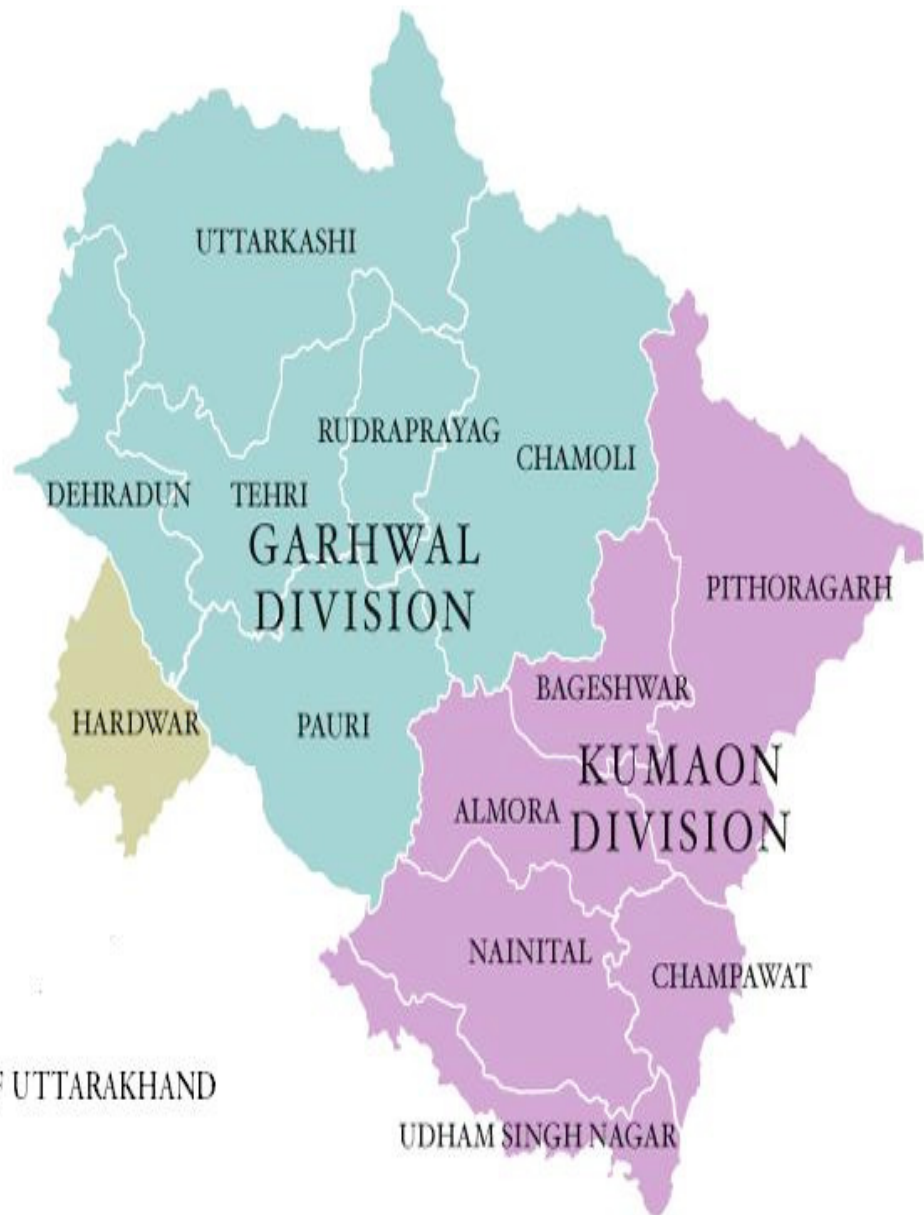 UTTARKASHI
RUDRAPRAYAG
CHAMOLI
DEHRADUN
TEHRI
GARHWAL
DIVISION
PITHORAGARH
BAGESHWAR
HARDWAR
PAURI
KUMAON
DIVISION
ALMORA
NAINITAL
CHAMPAWAT
UTTARAKHAND
UDHAM SINGH NAGAR